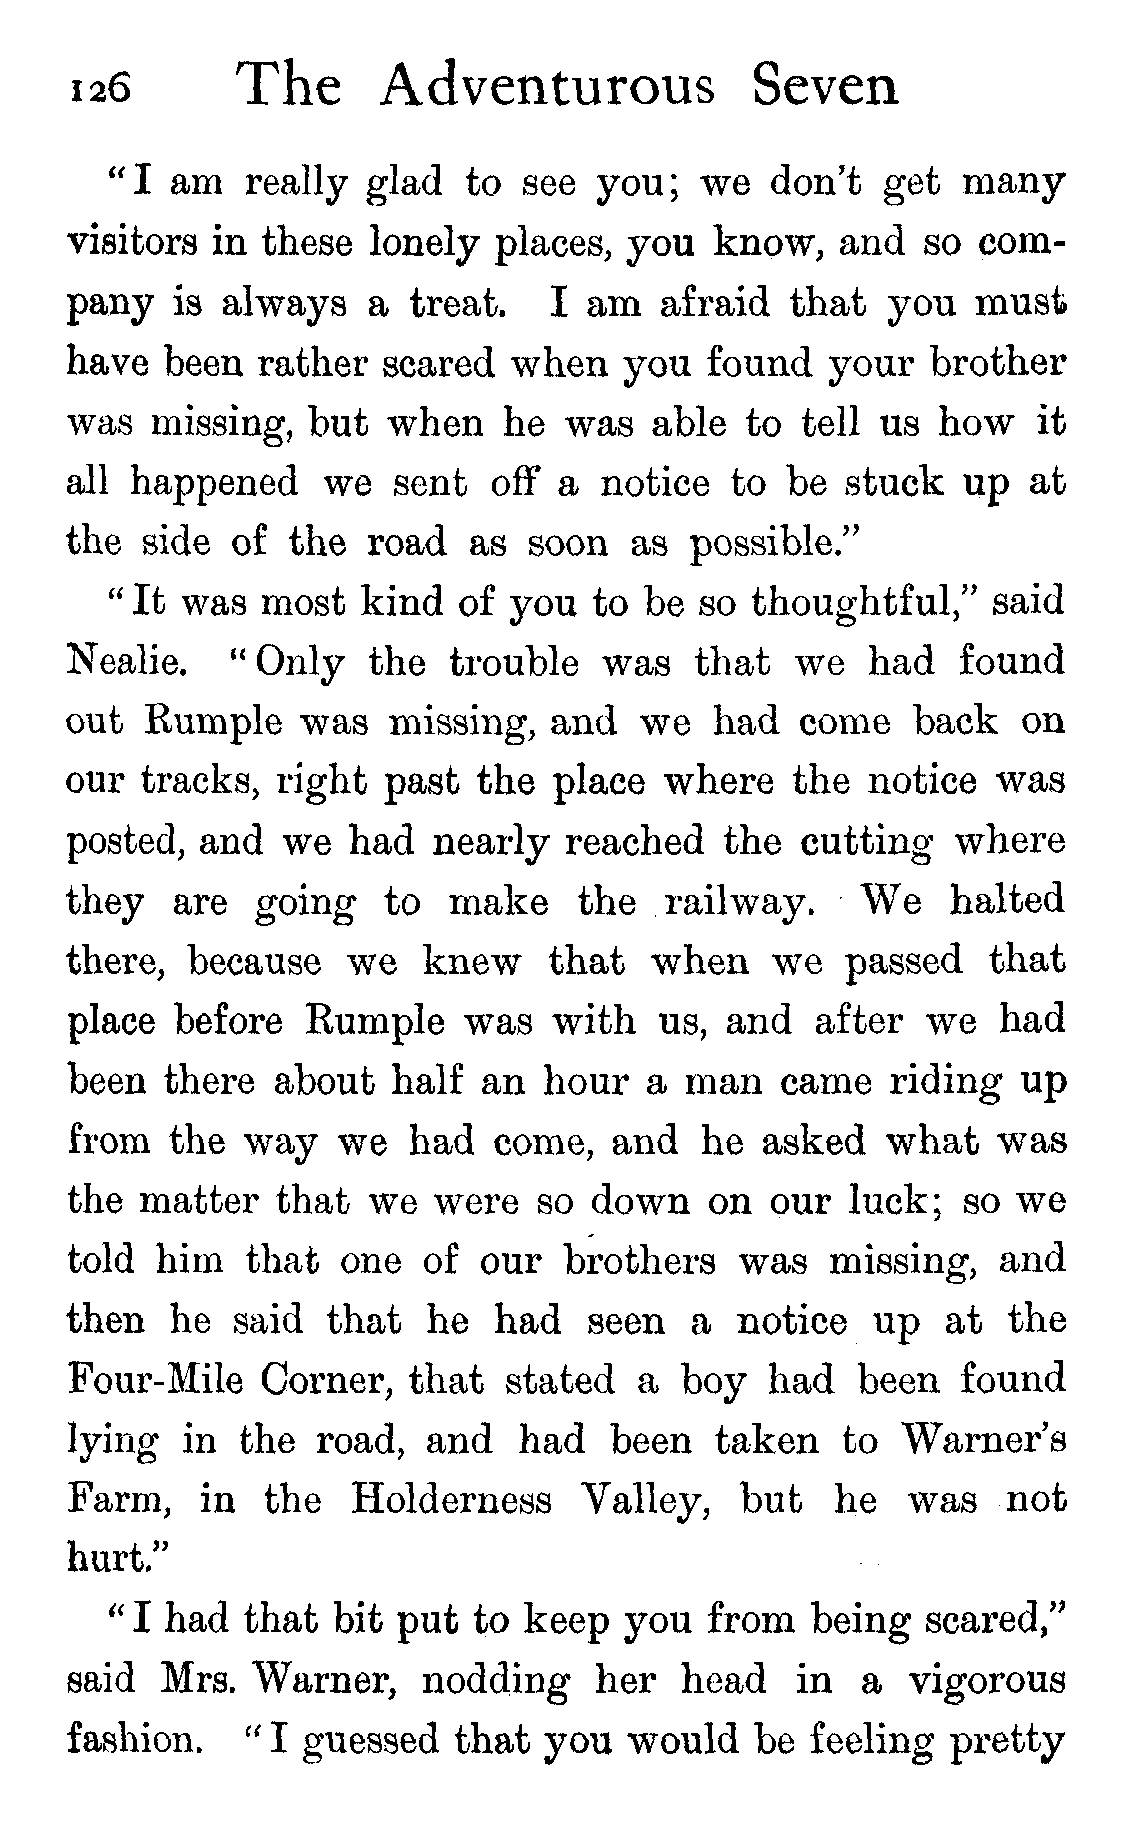 126 The Adventurous Seven
"I am really glad to see you; we don't get many
visitors in these lonely places, you know, and so com-
pany is always a treat. I am afraid that you must
have been rather scared when you found your brother
was missing, but when he was able to tell us how it
all happened we sent off a notice to be stuck up at
the side of the road as soon as possible."
"It was most kind of you to be so thoughtful," said
Nealie. "Only the trouble was that we had found
out Rumple was missing, and we had come back on
our tracks, right past the place where the notice was
posted, and we had nearly reached the cutting where
they are going to make the railway. We halted
there, because we knew that when we passed that
place before Rumple was with us, and after we had
been there about half an hour a man came riding up
from the way we had come, and he asked what was
the matter that we were so down on our luck; so we
told him that one of our brothers was missing, and
then he said that he had seen a notice up at the
Four-Mile Corner, that stated a boy had been found
lying in the road, and had been taken to Warner's
Farm, in the Holderness Valley, but he was not
hurt."
"I had that bit put to keep you from being scared,"
said Mrs. Warner, nodding her head in a vigorous
fashion. "I guessed that you would be feeling pretty